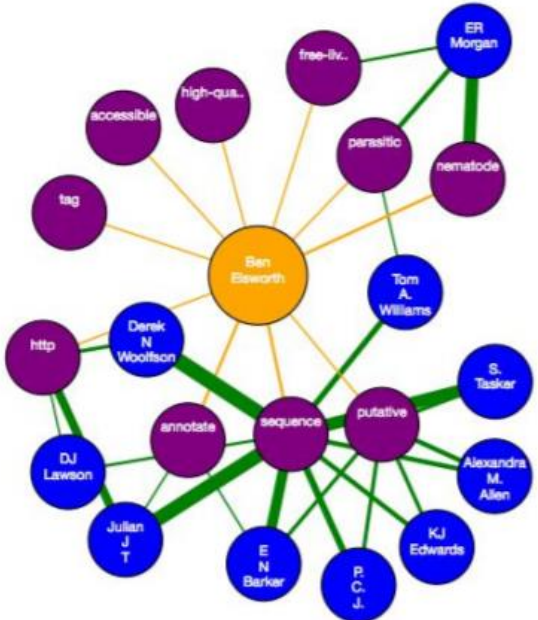 ER
Morgan
free-liv..
high-qua..
accessible
parasitic
nematode
tag
Ben
Elsworth
Tom
A.
Williams
Derek
N
Woolfson
http
S.
Tasker
putative
sequence
annotate
DJ
Lawson
Alexandra
M.
Allen
Julian
J
T
KJ
Edwards
E
N
Barker
P.
C.
J.